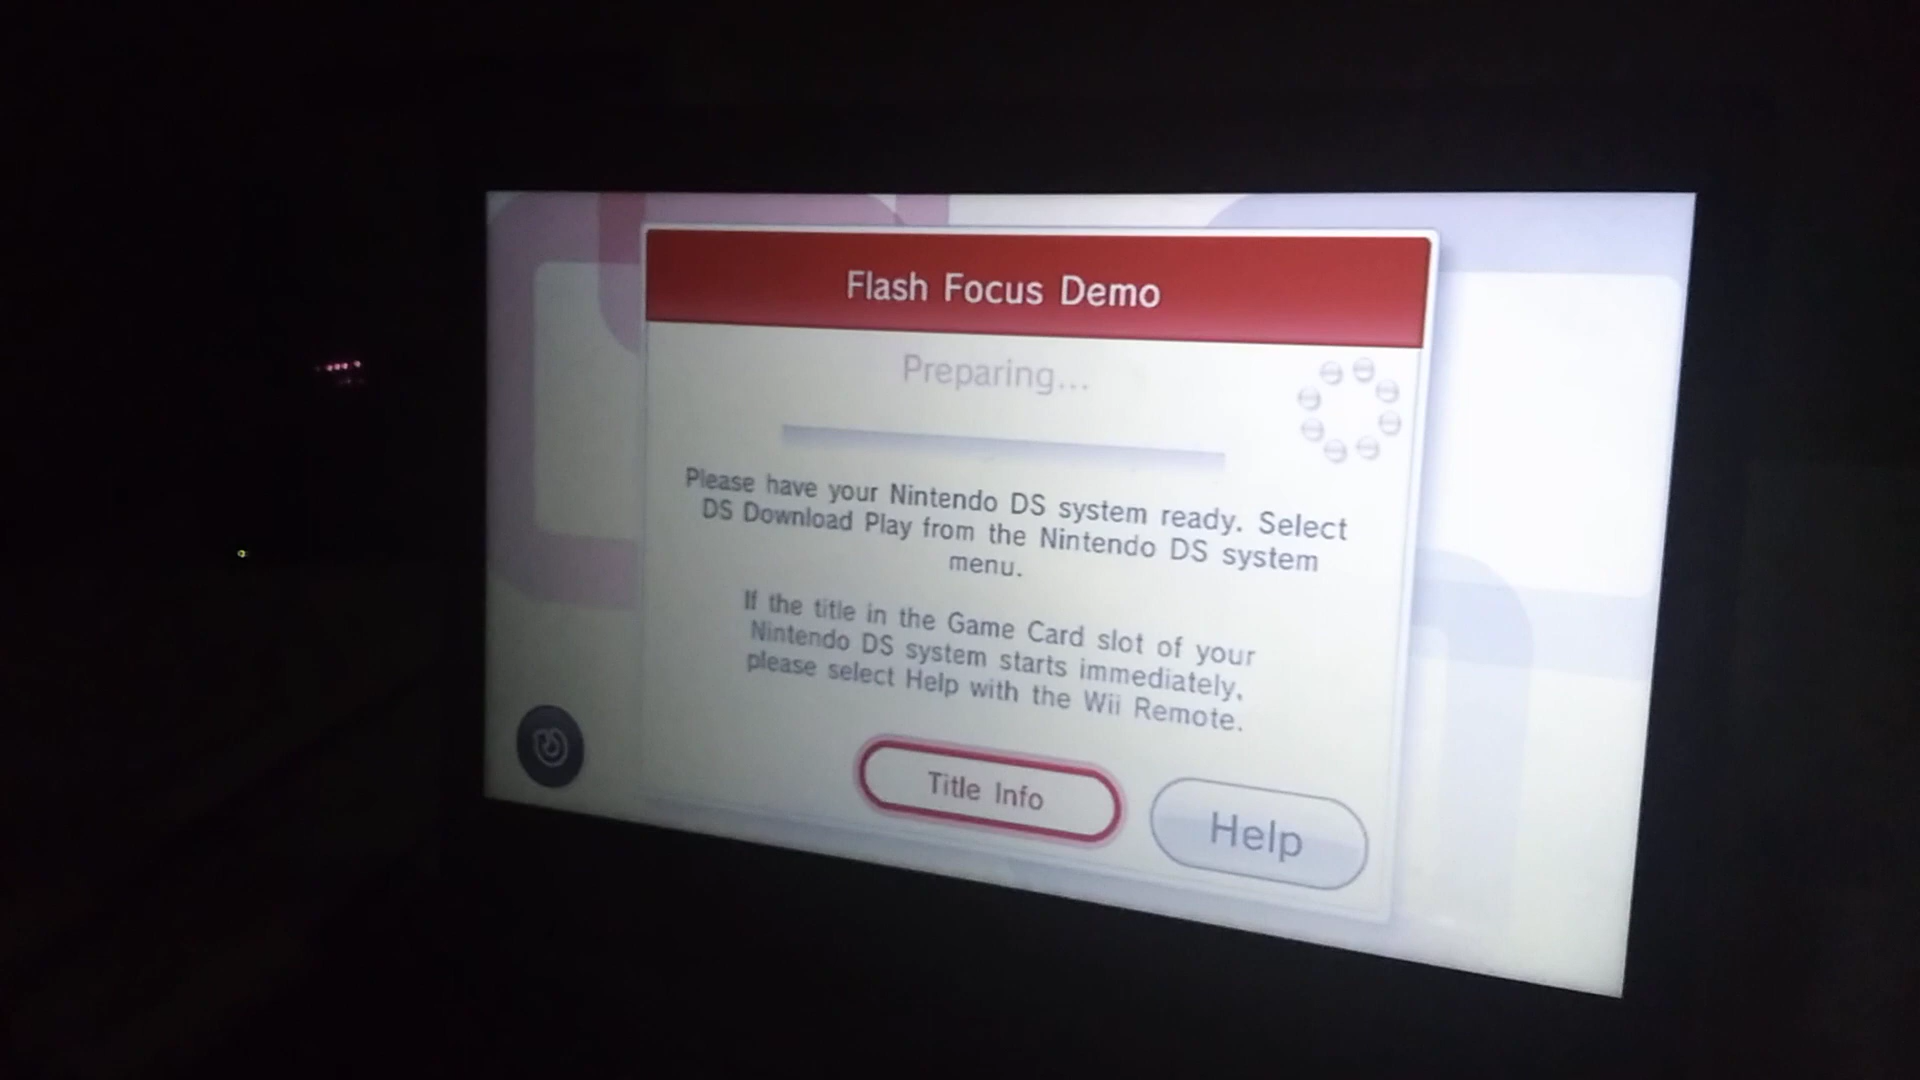 Flash Focus Demo
Preparing...
Please have your Nintendo DS system ready. Select
DS Download Play from the Nintendo DS system
menu.
If the title in the Game Card slot of your
Nintendo DS system starts immediately,
please select Help with the Wii Remote.
Title Info
Help